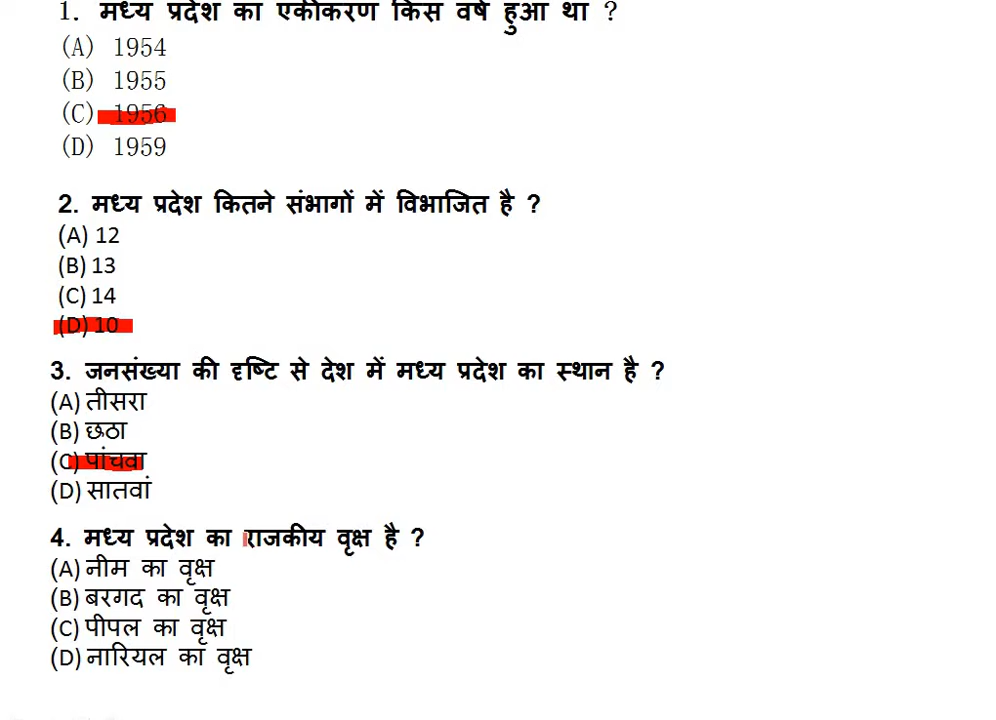 1. मध्य प्रदेश का एकीकरण किस वर्ष हुआ था ?
(A) 1954
(B) 1955
(C) 1956
(D) 1959
2. मध्य प्रदेश कितने संभागों में विभाजित है ?
(A) 12
(B) 13
(C) 14
(D) 10
3. जनसंख्या की दृष्टि से देश में मध्य प्रदेश का स्थान है ?
(A) तीसरा
(B) छठा
(C) पांचवा
(D) सातवां
4. मध्य प्रदेश का राजकीय वृक्ष है ?
(A) नीम का वृक्ष
(B) बरगद का वृक्ष
(C) पीपल का वृक्ष
(D) नारियल का वृक्ष